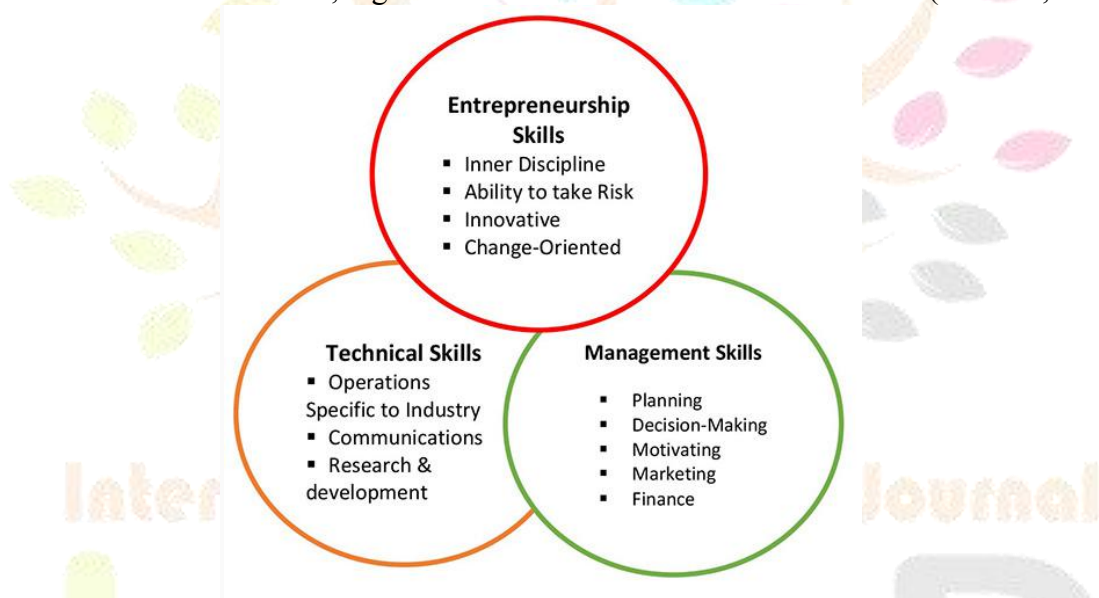 Entrepreneurship
Skills
▪ Inner Discipline
▪ Ability to take Risk
▪ Innovative
▪ Change-Oriented
Technical Skills
▪ Operations
Specific to Industry
▪ Communications
▪ Research &
development
Management Skills
▪ Planning
▪ Decision-Making
▪ Motivating
▪ Marketing
▪ Finance
Journal